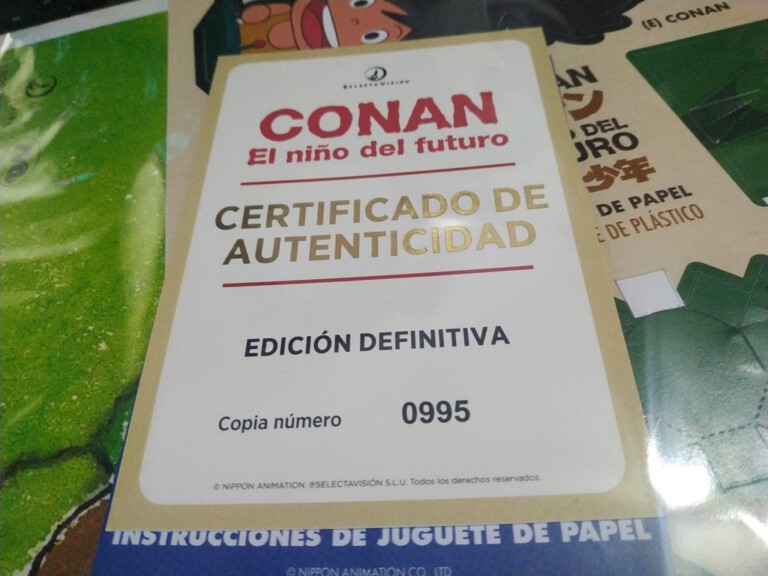 (E) CONAN
SELECTA VISIÓN
CONAN
El niño del futuro
CERTIFICADO DE
AUTENTICIDAD
EDICIÓN DEFINITIVA
Copia número 0995
© NIPPON ANIMATION. ℗SELECTAVISIÓN S.L.U. Todos los derechos reservados.
AN
ン
DEL
URO
少年
DE PAPEL
E DE PLÁSTICO
INSTRUCCIONES DE JUGUETE DE PAPEL
© NIPPON ANIMATION CO., LTD